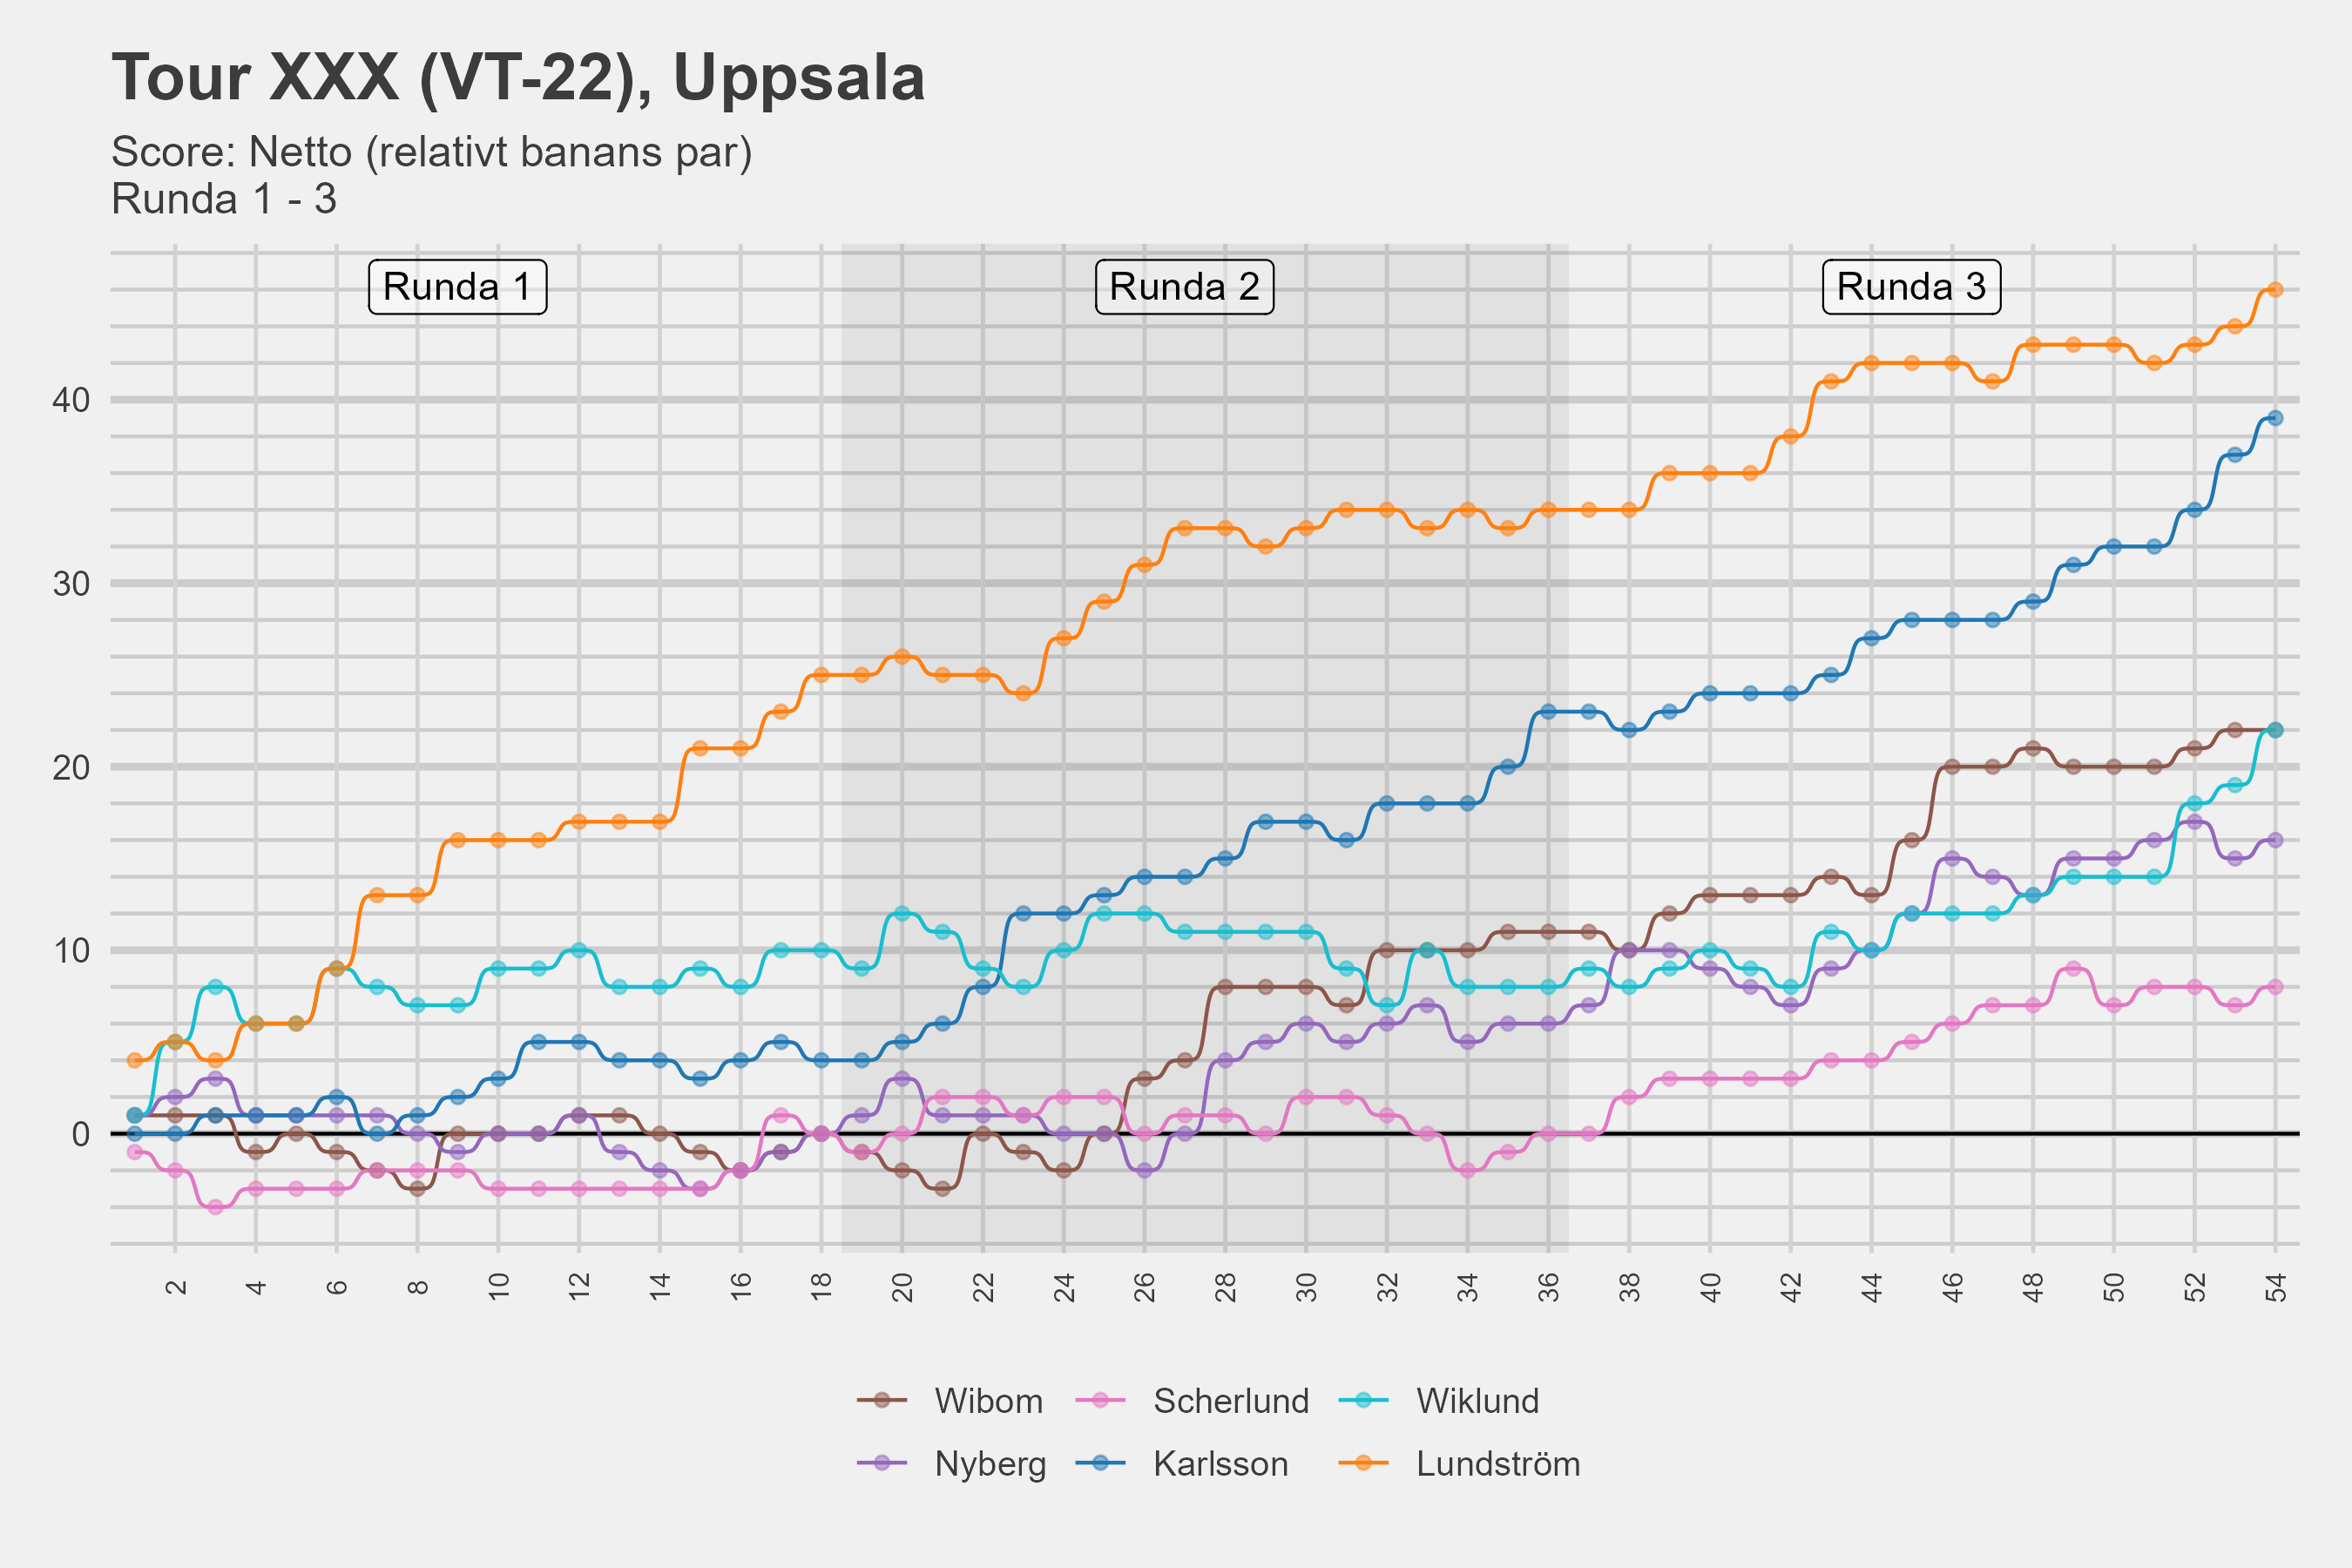 Tour XXX (VT-22), Uppsala
Score: Netto (relativt banans par)
Runda 1 - 3
Runda 1 Runda 2 Runda 3
40
30
20
10
0
2 4 6 8 10 12 14 16 18 20 22 24 26 28 30 32 34 36 38 40 42 44 46 48 50 52 54
Wibom Scherlund Wiklund
Nyberg Karlsson Lundström